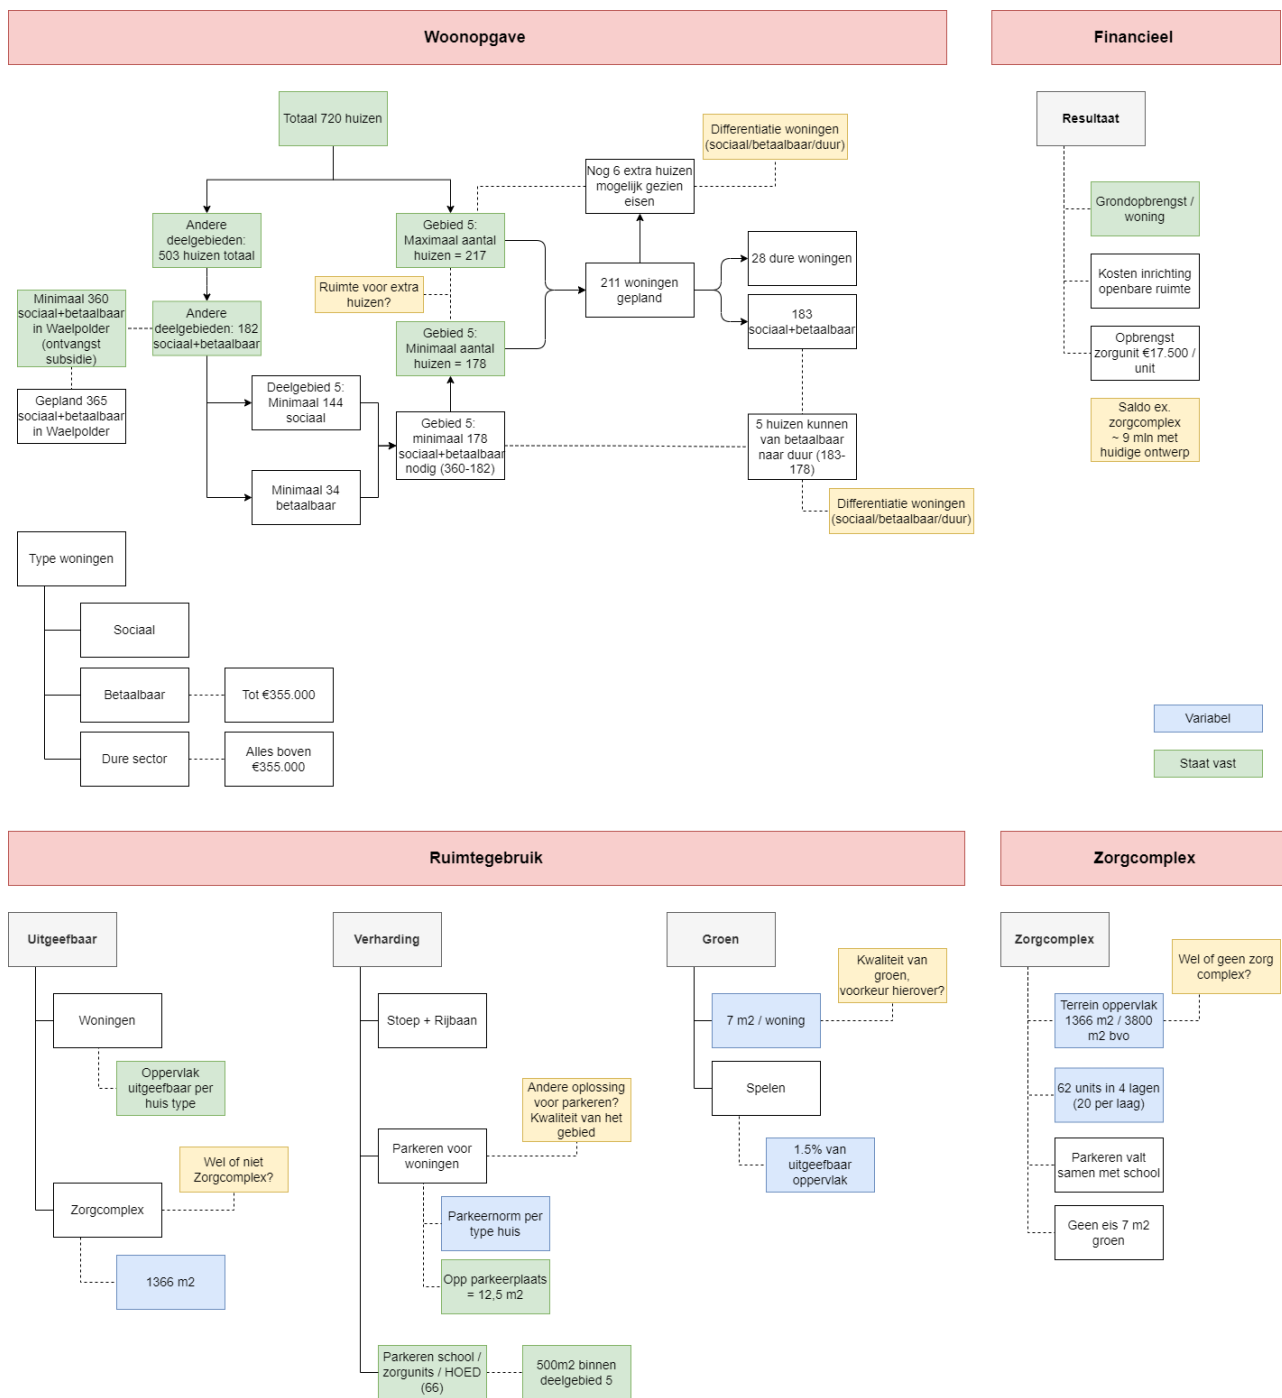 Woonopgave
Financieel
Totaal 720 huizen
Differentiatie woningen
(sociaal/betaalbaar/duur)
Resultaat
Nog 6 extra huizen
mogelijk gezien
eisen
Andere
deelgebieden:
503 huizen totaal
Gebied 5:
Maximaal aantal
huizen = 217
Grondopbrengst /
woning
28 dure woningen
211 woningen
gepland
Ruimte voor extra
huizen?
Kosten inrichting
openbare ruimte
Minimaal 360
sociaal+betaalbaar
in Waelpolder
(ontvangst
subsidie)
Andere
deelgebieden: 182
sociaal+betaalbaar
183
sociaal+betaalbaar
Gebied 5:
Minimaal aantal
huizen = 178
Opbrengst
zorgunit €17.500 /
unit
Gepland 365
sociaal+betaalbaar
in Waelpolder
Deelgebied 5:
Minimaal 144
sociaal
Gebied 5:
minimaal 178
sociaal+betaalbaar
nodig (360-182)
5 huizen kunnen
van betaalbaar
naar duur (183-
178)
Saldo ex.
zorgcomplex
~ 9 mln met
huidige ontwerp
Minimaal 34
betaalbaar
Differentiatie woningen
(sociaal/betaalbaar/duur)
Type woningen
Sociaal
Betaalbaar
Tot €355.000
Dure sector
Alles boven
€355.000
Variabel
Staat vast
Ruimtegebruik
Zorgcomplex
Uitgeefbaar
Verharding
Groen
Zorgcomplex
Kwaliteit van
groen,
voorkeur hierover?
Wel of geen zorg
complex?
Woningen
Stoep + Rijbaan
7 m2 / woning
Terrein oppervlak
1366 m2 / 3800
m2 bvo
Oppervlak
uitgeefbaar per
huis type
Andere oplossing
voor parkeren?
Kwaliteit van het
gebied
Spelen
62 units in 4 lagen
(20 per laag)
Wel of niet
Zorgcomplex?
Parkeren voor
woningen
1.5% van
uitgeefbaar
oppervlak
Parkeren valt
samen met school
Zorgcomplex
Parkeernorm per
type huis
Geen eis 7 m2
groen
1366 m2
Opp parkeerplaats
= 12,5 m2
Parkeren school /
zorgunits / HOED
(66)
500m2 binnen
deelgebied 5